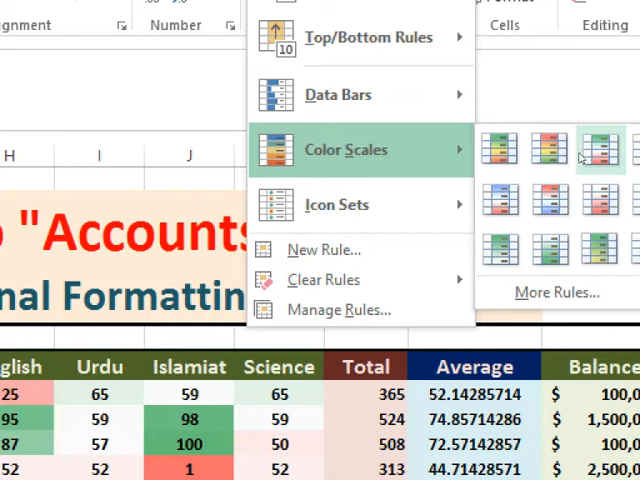 gnment
Number
Cells
Editing
Top/Bottom Rules
10
Data Bars
Color Scales
Icon Sets
New Rule...
Clear Rules
Manage Rules...
More Rules...
H I J
"Accounts
nal Formattin
glish Urdu Islamiat Science Total Average Balance
25 65 59 65 365 52.14285714 $ 100,0
95 59 98 59 524 74.85714286 $ 1,500,0
87 57 100 50 508 72.57142857 $ 100,0
52 52 1 52 313 44.71428571 $ 2,500,0